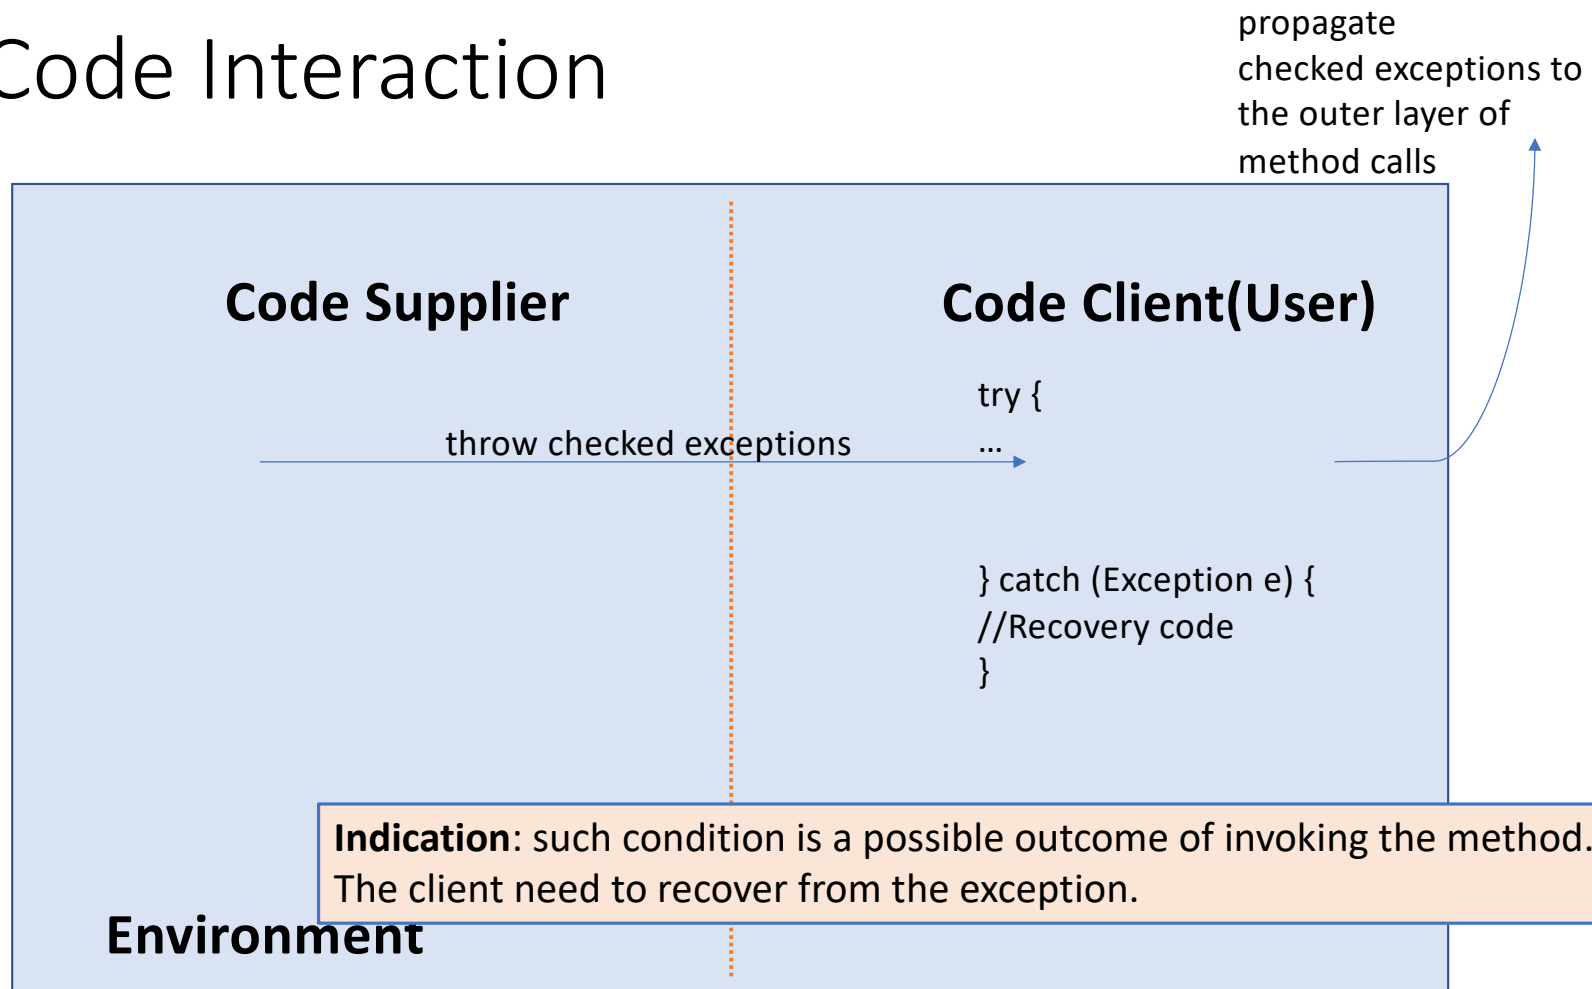 Code Interaction
propagate
checked exceptions to
the outer layer of
method calls
Code Supplier
Code Client(User)
try {
throw checked exceptions
...
} catch (Exception e) {
//Recovery code
}
Indication: such condition is a possible outcome of invoking the method.
The client need to recover from the exception.
Environment